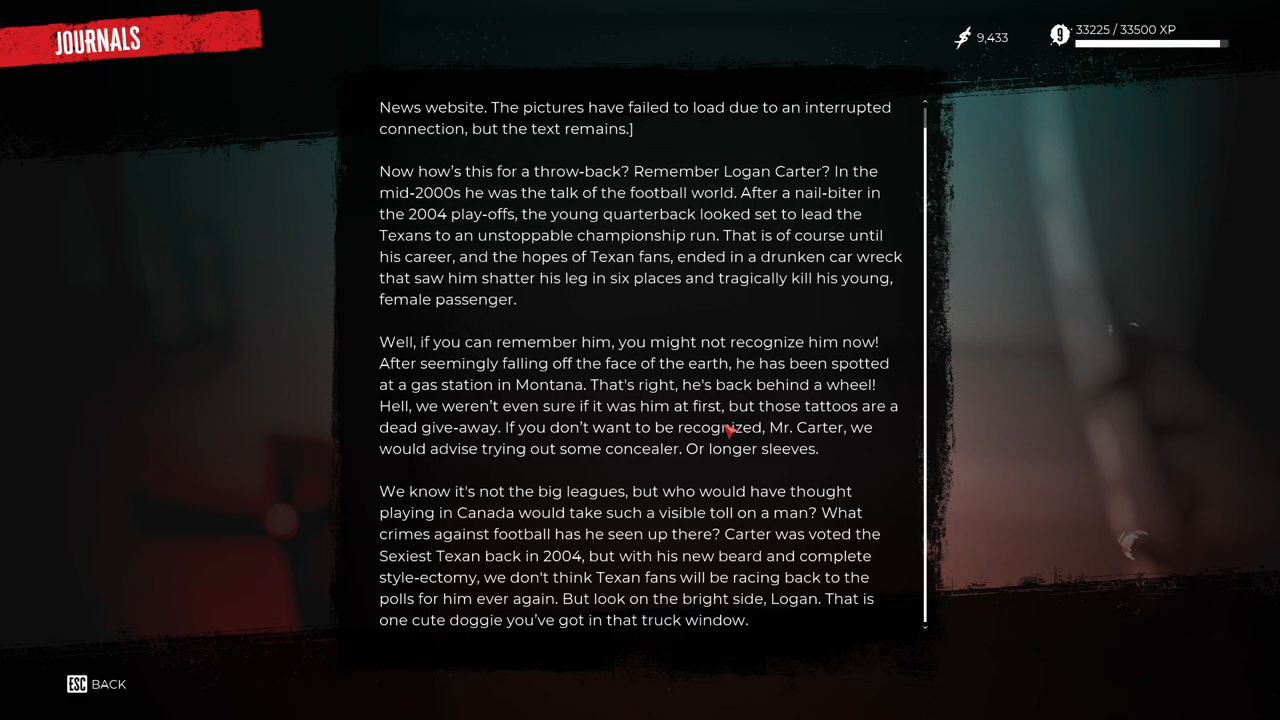 JOURNALS
9,433
9
33225 / 33500 XP
News website. The pictures have failed to load due to an interrupted
connection, but the text remains.]
Now how's this for a throw-back? Remember Logan Carter? In the
mid-2000s he was the talk of the football world. After a nail-biter in
the 2004 play-offs, the young quarterback looked set to lead the
Texans to an unstoppable championship run. That is of course until
his career, and the hopes of Texan fans, ended in a drunken car wreck
that saw him shatter his leg in six places and tragically kill his young,
female passenger.
Well, if you can remember him, you might not recognize him now!
After seemingly falling off the face of the earth, he has been spotted
at a gas station in Montana. That's right, he's back behind a wheel!
Hell, we weren't even sure if it was him at first, but those tattoos are a
dead give-away. If you don't want to be recognized, Mr. Carter, we
would advise trying out some concealer. Or longer sleeves.
We know it's not the big leagues, but who would have thought
playing in Canada would take such a visible toll on a man? What
crimes against football has he seen up there? Carter was voted the
Sexiest Texan back in 2004, but with his new beard and complete
style-ectomy, we don't think Texan fans will be racing back to the
polls for him ever again. But look on the bright side, Logan. That is
one cute doggie you've got in that truck window.
ESC BACK